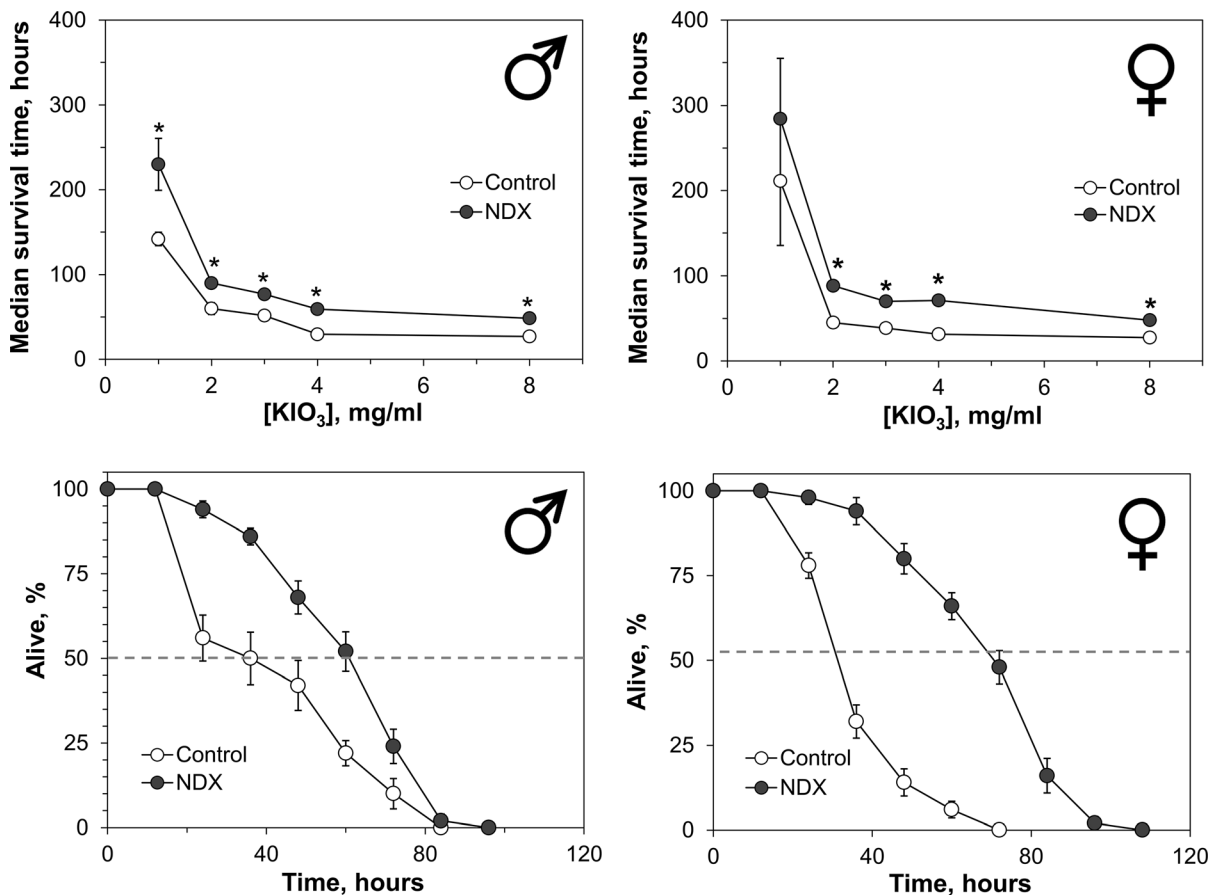 400
300
200
100
0
Median survival time, hours
*
*
*
*
*
Control
NDX
0
2
4
6
8
[KIO₃], mg/ml
400
300
200
100
0
Median survival time, hours
*
*
*
*
Control
NDX
0
2
4
6
8
[KIO₃], mg/ml
100
75
50
25
0
Alive, %
Control
NDX
0
40
80
120
Time, hours
100
75
50
25
0
Alive, %
Control
NDX
0
40
80
120
Time, hours